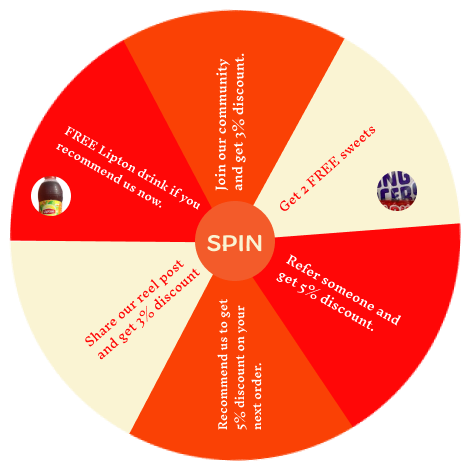 Join our community
and get 3% discount.
Get 2 FREE sweets
Refer someone and
get 5% discount.
Recommend us to get
5% discount on your
next order.
Share our reel post
and get 3% discount
FREE Lipton drink if you
recommend us now.
SPIN